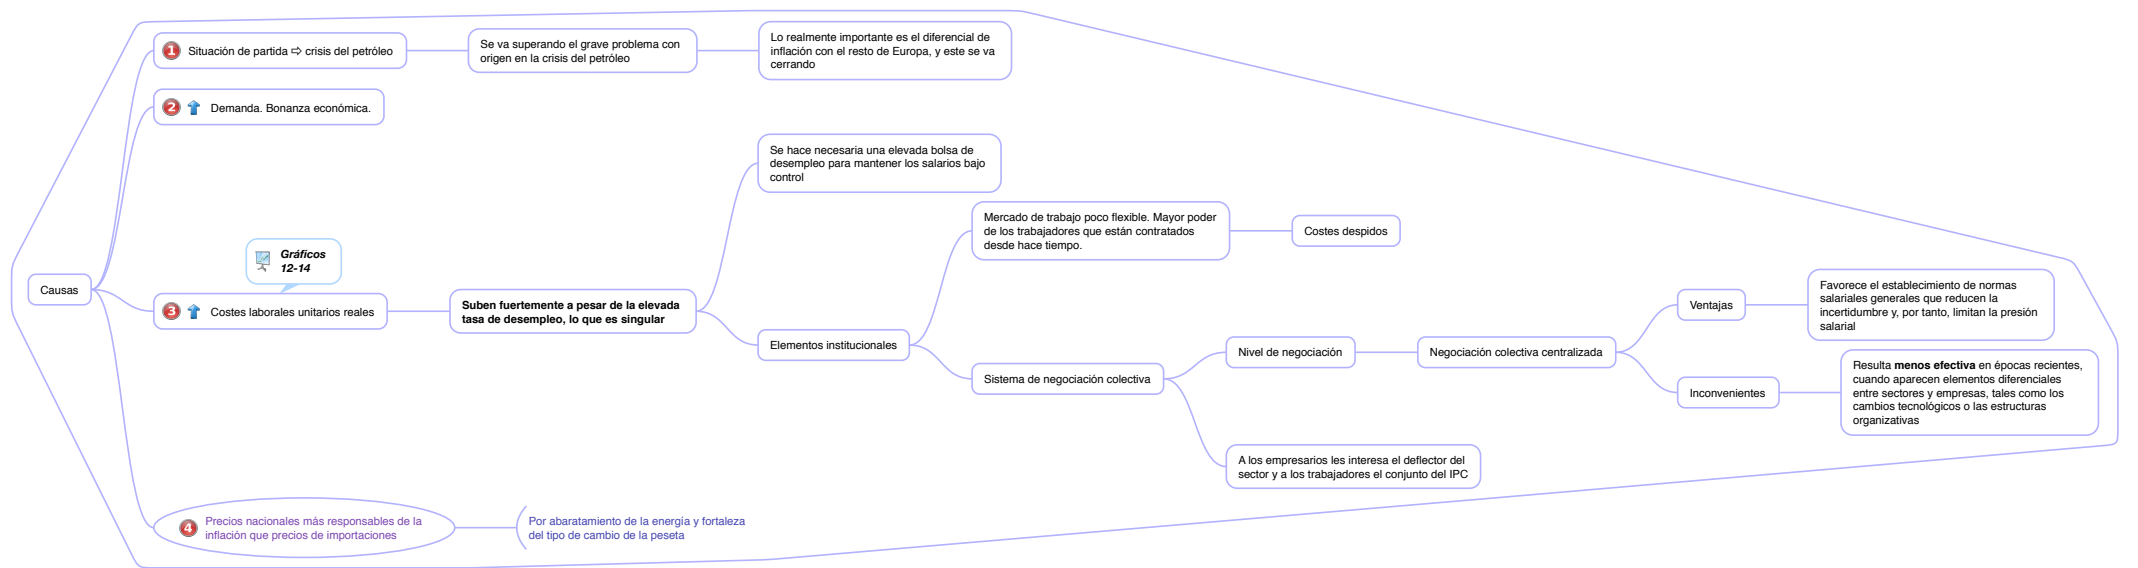 Causas
1
Situación de partida ⇨ crisis del petróleo
Se va superando el grave problema con
origen en la crisis del petróleo
Lo realmente importante es el diferencial de
inflación con el resto de Europa, y este se va
cerrando
2
Demanda. Bonanza económica.
Gráficos
12-14
3
Costes laborales unitarios reales
Suben fuertemente a pesar de la elevada
tasa de desempleo, lo que es singular
Se hace necesaria una elevada bolsa de
desempleo para mantener los salarios bajo
control
Elementos institucionales
Mercado de trabajo poco flexible. Mayor poder
de los trabajadores que están contratados
desde hace tiempo.
Costes despidos
Sistema de negociación colectiva
Nivel de negociación
Negociación colectiva centralizada
Ventajas
Favorece el establecimiento de normas
salariales generales que reducen la
incertidumbre y, por tanto, limitan la presión
salarial
Inconvenientes
Resulta menos efectiva en épocas recientes,
cuando aparecen elementos diferenciales
entre sectores y empresas, tales como los
cambios tecnológicos o las estructuras
organizativas
A los empresarios les interesa el deflector del
sector y a los trabajadores el conjunto del IPC
4
Precios nacionales más responsables de la
inflación que precios de importaciones
Por abaratamiento de la energía y fortaleza
del tipo de cambio de la peseta